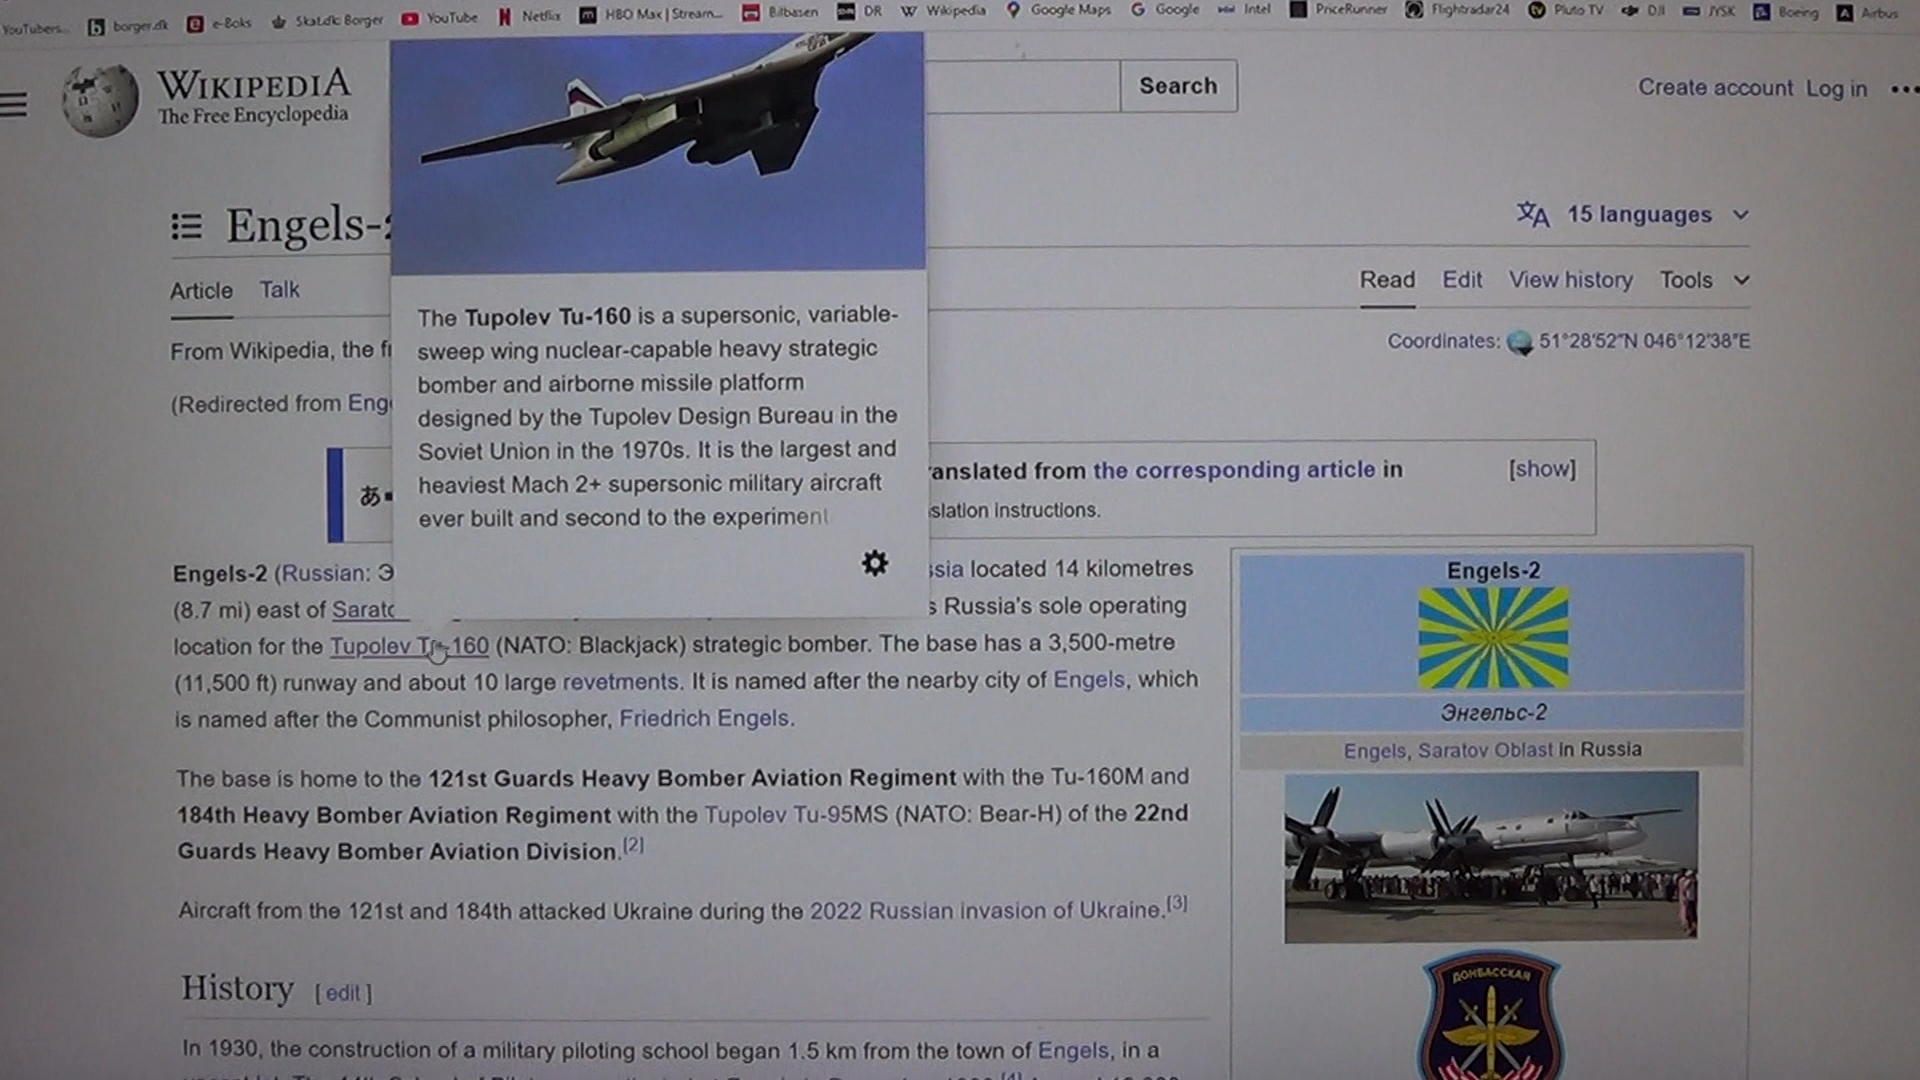 YouTubers... borger.dk e-Boks Skat.dk: Borger YouTube Netflix HBO Max | Stream... Bilbasen DR Wikipedia Google Maps Google Intel PriceRunner Flightradar24 Pluto TV DJI JYSK Boeing Airbus
WIKIPEDIA
The Free Encyclopedia
Search
Create account Log in
Engels-2
15 languages
Article Talk
Read Edit View history Tools
From Wikipedia, the f
Coordinates: 51°28′52″N 046°12′38″E
(Redirected from Eng
The Tupolev Tu-160 is a supersonic, variable-
sweep wing nuclear-capable heavy strategic
bomber and airborne missile platform
designed by the Tupolev Design Bureau in the
Soviet Union in the 1970s. It is the largest and
heaviest Mach 2+ supersonic military aircraft
ever built and second to the experiment
あ
anslated from the corresponding article in [show]
slation instructions.
Engels-2 (Russian: Э
ssia located 14 kilometres
(8.7 mi) east of Sarato
s Russia's sole operating
location for the Tupolev Tu-160 (NATO: Blackjack) strategic bomber. The base has a 3,500-metre
(11,500 ft) runway and about 10 large revetments. It is named after the nearby city of Engels, which
is named after the Communist philosopher, Friedrich Engels.
The base is home to the 121st Guards Heavy Bomber Aviation Regiment with the Tu-160M and
184th Heavy Bomber Aviation Regiment with the Tupolev Tu-95MS (NATO: Bear-H) of the 22nd
Guards Heavy Bomber Aviation Division.[2]
Aircraft from the 121st and 184th attacked Ukraine during the 2022 Russian invasion of Ukraine.[3]
History [edit]
In 1930, the construction of a military piloting school began 1.5 km from the town of Engels, in a
Engels-2
Энгельс-2
Engels, Saratov Oblast in Russia
ДОНБАССКАЯ